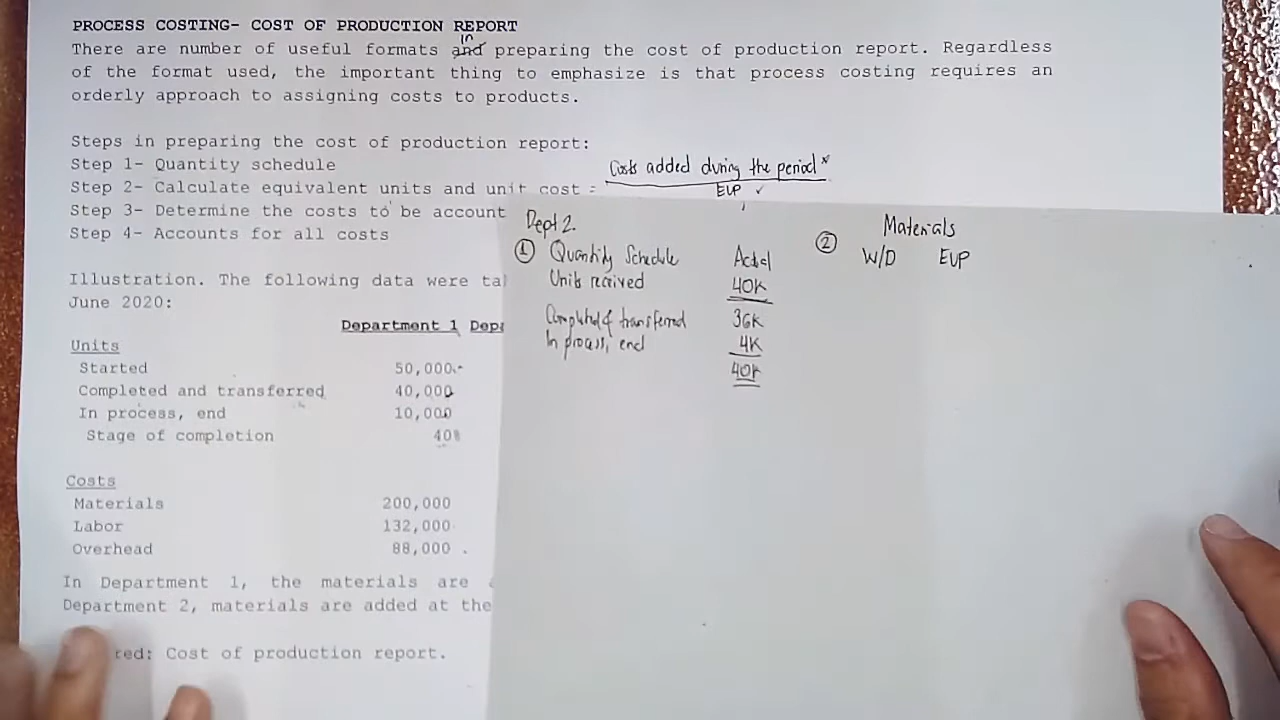 PROCESS COSTING- COST OF PRODUCTION REPORT
in
There are number of useful formats and preparing the cost of production report. Regardless
of the format used, the important thing to emphasize is that process costing requires an
orderly approach to assigning costs to products.
Steps in preparing the cost of production report:
Step 1- Quantity schedule
Step 2- Calculate equivalent units and unit cost = Costs added during the period*
EUP ✓
Step 3- Determine the costs to be account
Step 4- Accounts for all costs
Illustration. The following data were ta
June 2020:
Department 1 Dep
Units
Started 50,000
Completed and transferred 40,000
In process, end 10,000
Stage of completion 40%
Costs
Materials 200,000
Labor 132,000
Overhead 88,000
In Department 1, the materials are
Department 2, materials are added at the
red: Cost of production report.
Dept 2.
① Quantity Schedule Actual
Units received 40K
Completed & transferred 36K
In process, end 4K
40K
② Materials
W/D EUP